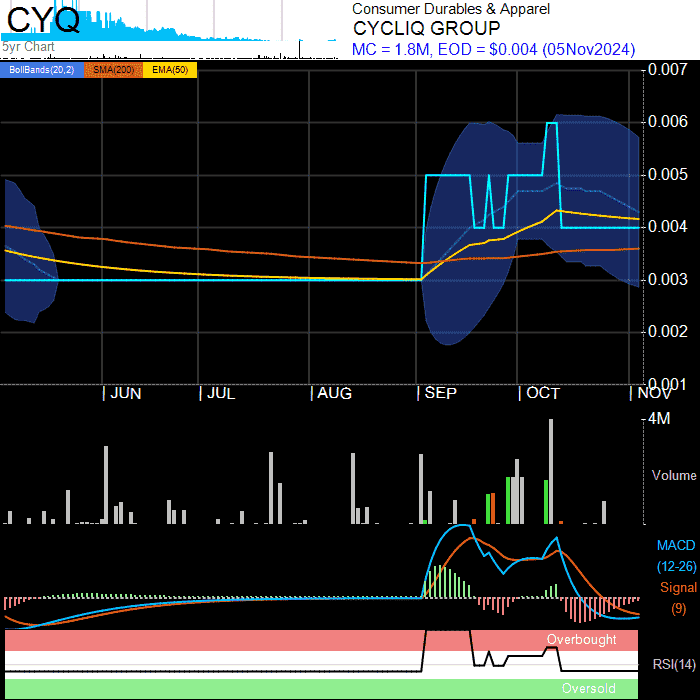 CYQ
5yr Chart
Consumer Durables & Apparel
CYCLIQ GROUP
MC = 1.8M, EOD = $0.004 (05Nov2024)
BollBands(20,2) SMA(200) EMA(50)
0.007
0.006
0.005
0.004
0.003
0.002
0.001
JUN JUL AUG SEP OCT NOV
4M
Volume
MACD
(12-26)
Signal
(9)
Overbought
RSI(14)
Oversold